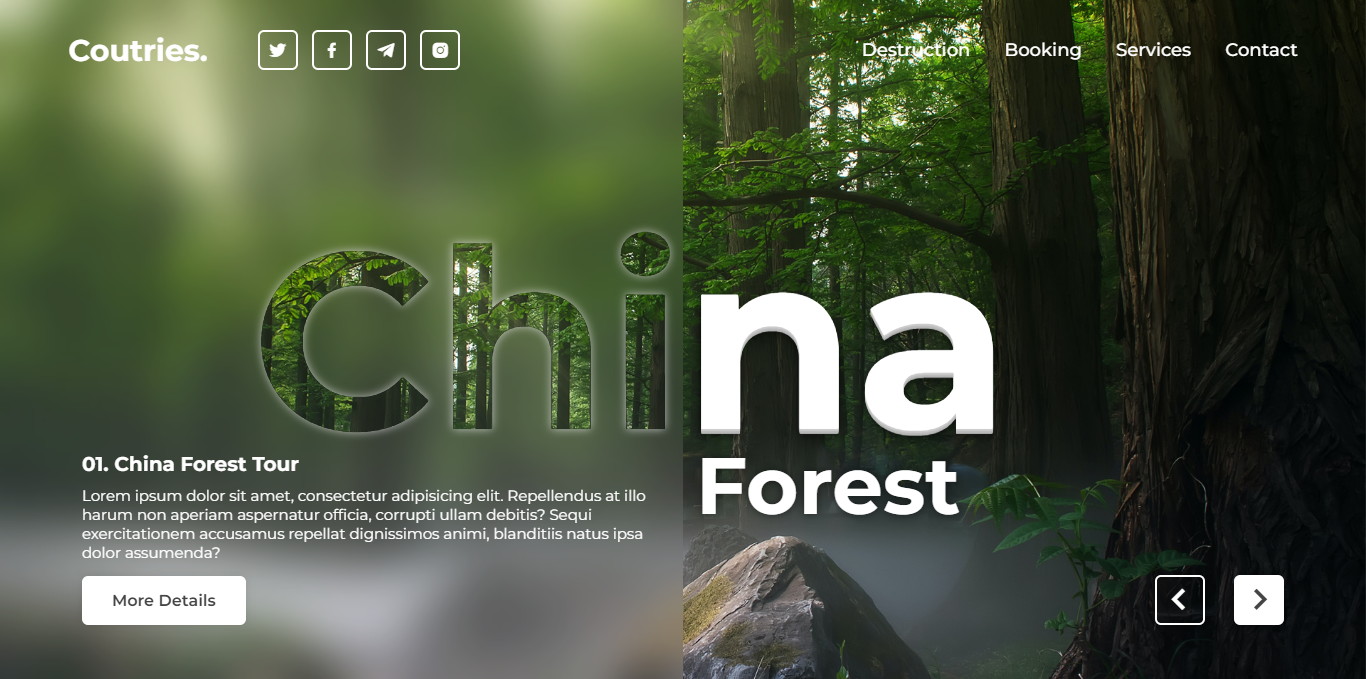 Coutries.
Destruction Booking Services Contact
China
Forest
01. China Forest Tour
Lorem ipsum dolor sit amet, consectetur adipisicing elit. Repellendus at illo
harum non aperiam aspernatur officia, corrupti ullam debitis? Sequi
exercitationem accusamus repellat dignissimos animi, blanditiis natus ipsa
dolor assumenda?
More Details